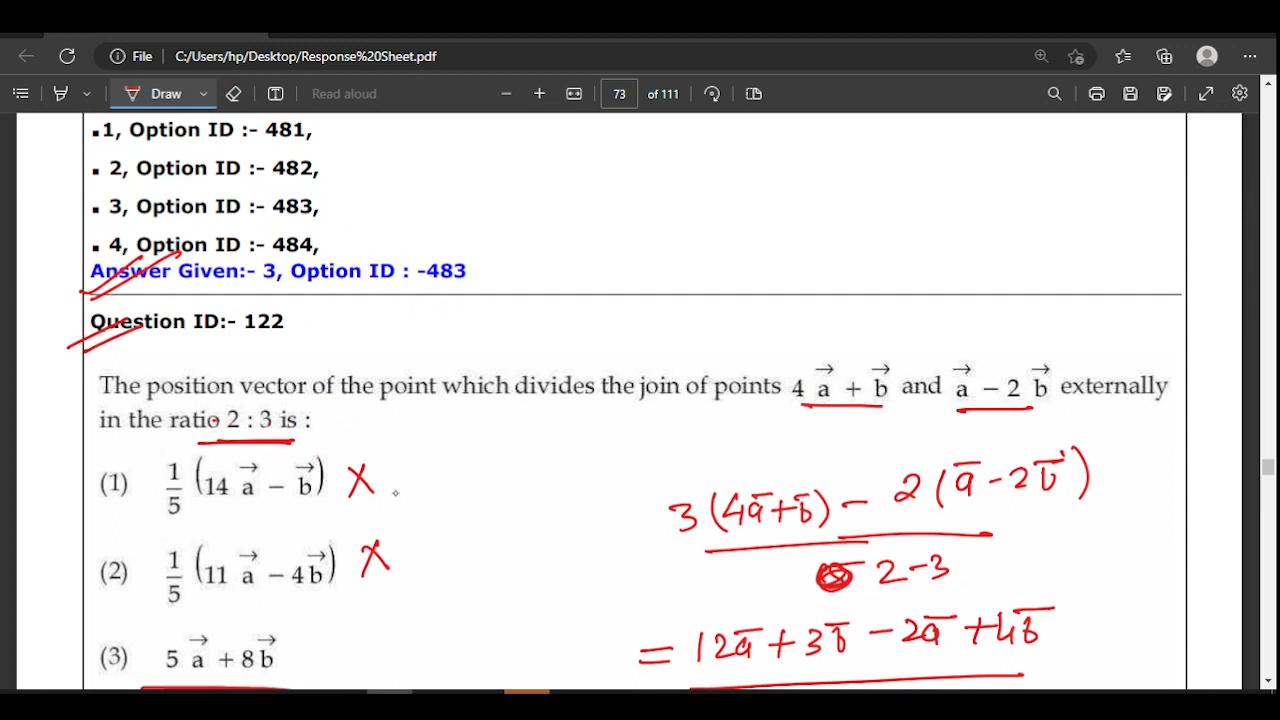 File C:/Users/hp/Desktop/Response%20Sheet.pdf
Draw Read aloud 73 of 111
1, Option ID :- 481,
2, Option ID :- 482,
3, Option ID :- 483,
4, Option ID :- 484,
Answer Given:- 3, Option ID : -483
Question ID:- 122
The position vector of the point which divides the join of points 4 a⃗ + b⃗ and a⃗ − 2 b⃗ externally
in the ratio 2 : 3 is :
(1) 1/5 (14 a⃗ − b⃗) X
(2) 1/5 (11 a⃗ − 4b⃗) X
(3) 5 a⃗ + 8 b⃗
3 (4a̅ + b̅) − 2 (a̅ − 2b̅)
2 − 3
= 12a̅ + 3b̅ − 2a̅ + 4b̅